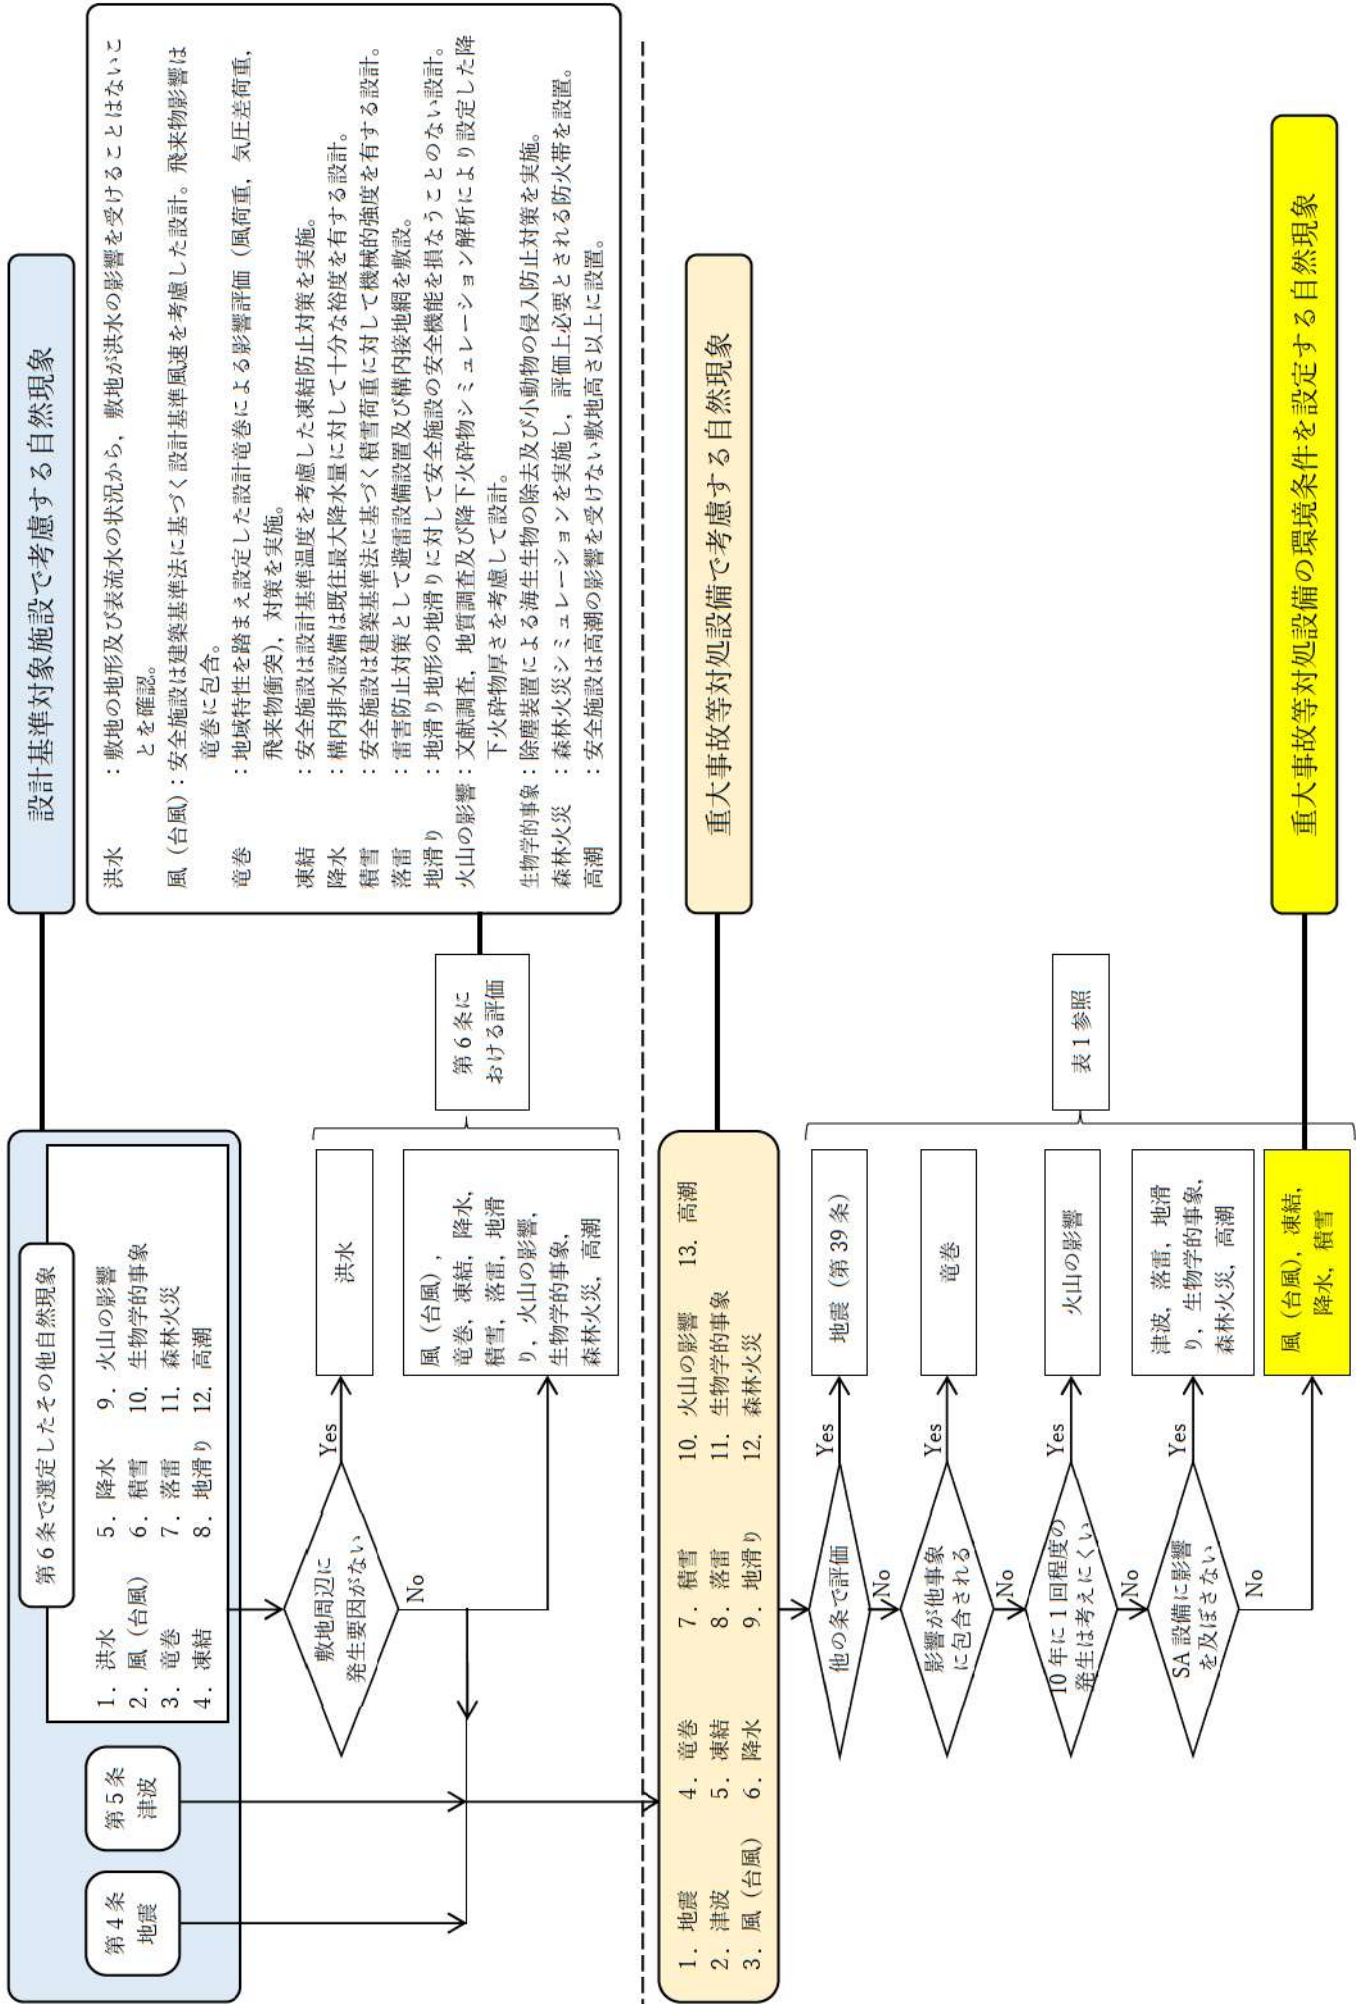 設計基準対象施設で考慮する自然現象
第6条で選定したその他自然現象
第4条
地震
第5条
津波
1. 洪水
2. 風(台風)
3. 竜巻
4. 凍結
5. 降水
6. 積雪
7. 落雷
8. 地滑り
9. 火山の影響
10. 生物学的事象
11. 森林火災
12. 高潮
洪水 :敷地の地形及び表流水の状況から,敷地が洪水の影響を受けることはないこ
とを確認。
風(台風):安全施設は建築基準法に基づく設計基準風速を考慮した設計。飛来物影響は
竜巻に包含。
竜巻 :地域特性を踏まえ設定した設計竜巻による影響評価(風荷重,気圧差荷重,
飛来物衝突),対策を実施。
凍結 :安全施設は設計基準温度を考慮した凍結防止対策を実施。
降水 :構内排水設備は既往最大降水量に対して十分な裕度を有する設計。
積雪 :安全施設は建築基準法に基づく積雪荷重に対して機械的強度を有する設計。
落雷 :雷害防止対策として避雷設備設置及び構内接地網を敷設。
地滑り :地滑り地形の地滑りに対して安全施設の安全機能を損なうことのない設計。
火山の影響:文献調査,地質調査及び降下火砕物シミュレーション解析により設定した降
下火砕物厚さを考慮して設計。
生物学的事象:除塵装置による海生生物の除去及び小動物の侵入防止対策を実施。
森林火災 :森林火災シミュレーションを実施し,評価上必要とされる防火帯を設置。
高潮 :安全施設は高潮の影響を受けない敷地高さ以上に設置。
敷地周辺に
発生要因がない
Yes
No
洪水
風(台風),
竜巻,凍結,降水,
積雪,落雷,地滑
り,火山の影響,
生物学的事象,
森林火災,高潮
第6条に
おける評価
重大事故等対処設備で考慮する自然現象
1. 地震
2. 津波
3. 風(台風)
4. 竜巻
5. 凍結
6. 降水
7. 積雪
8. 落雷
9. 地滑り
10. 火山の影響
11. 生物学的事象
12. 森林火災
13. 高潮
他の条で評価
Yes
No
地震(第39条)
影響が他事象
に包含される
Yes
No
竜巻
10年に1回程度の
発生は考えにくい
Yes
No
火山の影響
SA設備に影響
を及ぼさない
Yes
No
津波,落雷,地滑
り,生物学的事象,
森林火災,高潮
風(台風),凍結,
降水,積雪
表1参照
重大事故等対処設備の環境条件を設定する自然現象